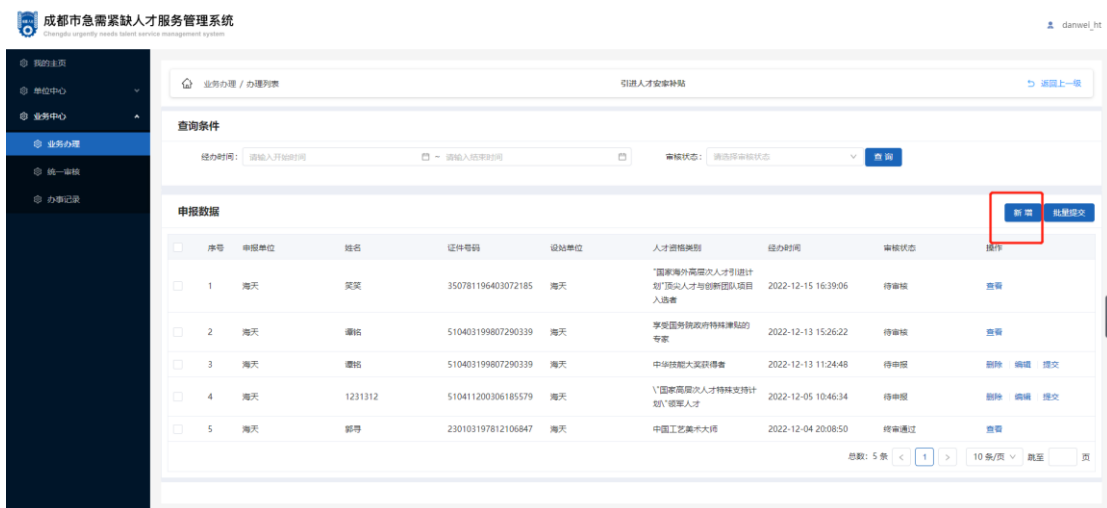 成都市急需紧缺人才服务管理系统
Chengdu urgently needs talent service management system
danwei_ht
我的主页
单位中心
业务中心
业务办理
统一审核
办事记录
业务办理 / 办理列表
引进人才安家补贴
返回上一级
查询条件
经办时间: 请输入开始时间 - 请输入结束时间 审核状态: 请选择审核状态 查 询
申报数据
新 增 批量提交
序号 申报单位 姓名 证件号码 设站单位 人才资格类别 经办时间 审核状态 操作
"国家海外高层次人才引进计
1 海天 笑笑 350781196403072185 海天 划"顶尖人才与创新团队项目 2022-12-15 16:39:06 待审核 查看
入选者
2 海天 谭铭 510403199807290339 海天 享受国务院政府特殊津贴的 2022-12-13 15:26:22 待审核 查看
专家
3 海天 谭铭 510403199807290339 海天 中华技能大奖获得者 2022-12-13 11:24:48 待申报 删除 编辑 提交
4 海天 1231312 510411200306185579 海天 \"国家高层次人才特殊支持计 2022-12-05 10:46:34 待申报 删除 编辑 提交
划\"领军人才
5 海天 郭寻 230103197812106847 海天 中国工艺美术大师 2022-12-04 20:08:50 终审通过 查看
总数: 5 条 < 1 > 10 条/页 跳至 页